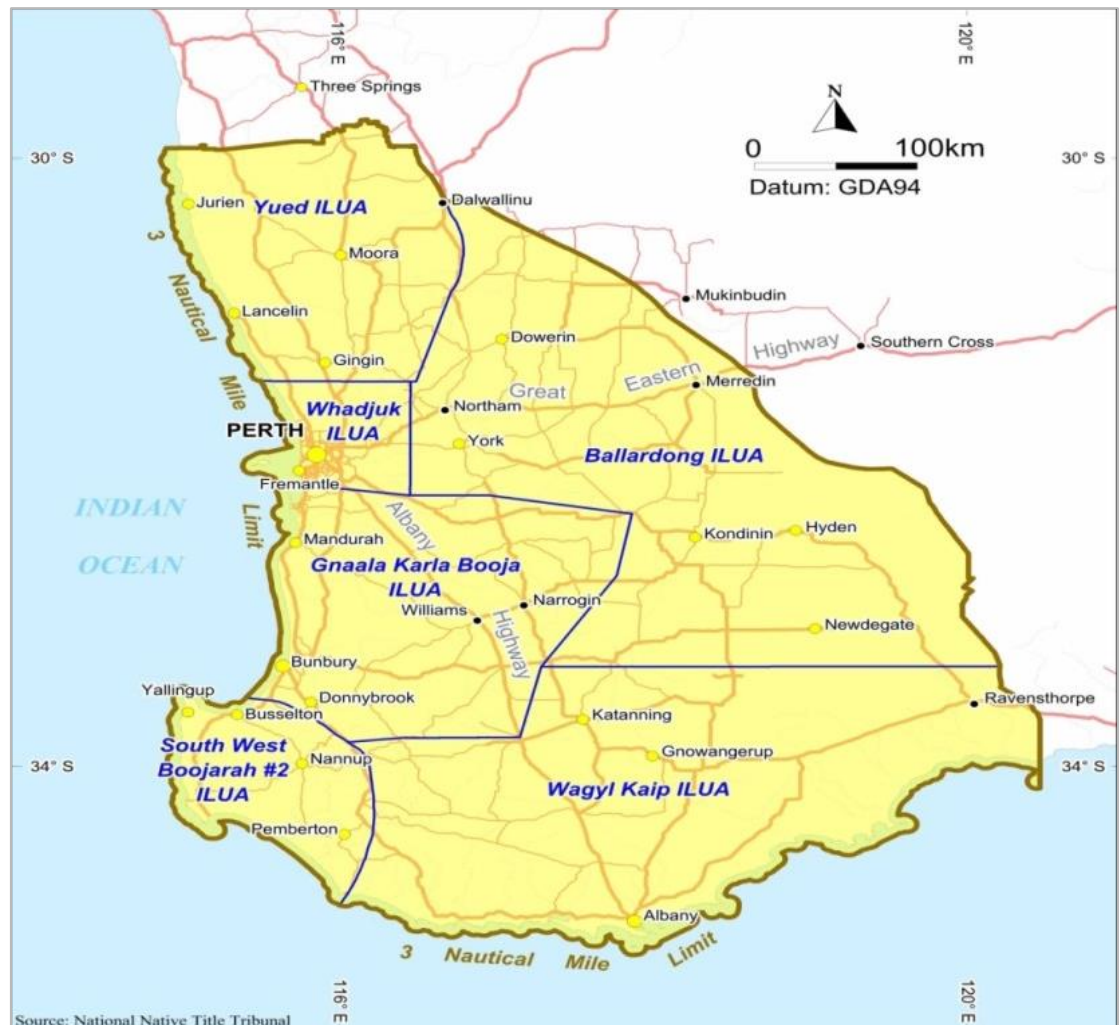 116° E
120° E
Three Springs
N
0 100km
Datum: GDA94
30° S
30° S
Jurien
Yued ILUA
Dalwallinu
Moora
3 Nautical Mile Limit
Lancelin
Mukinbudin
Dowerin
Southern Cross
Gingin
Great Eastern Highway
Merredin
Whadjuk
ILUA
Northam
PERTH
York
Ballardong ILUA
Fremantle
INDIAN
OCEAN
Albany Highway
Kondinin
Hyden
Mandurah
Gnaala Karla Booja
ILUA
Williams
Narrogin
Newdegate
Bunbury
Yallingup
Donnybrook
Busselton
Ravensthorpe
Katanning
South West
Boojarah #2
ILUA
Nannup
Gnowangerup
34° S
34° S
Wagyl Kaip ILUA
Pemberton
Albany
3 Nautical Mile Limit
116° E
120° E
Source: National Native Title Tribunal